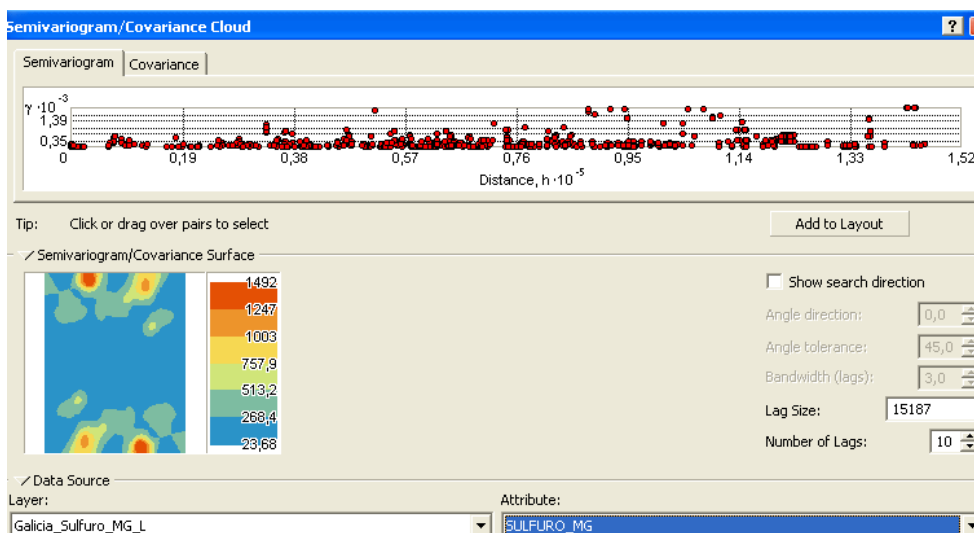 Semivariogram/Covariance Cloud
Semivariogram Covariance
γ ·10 -3
1,39
0,35
0 0,19 0,38 0,57 0,76 0,95 1,14 1,33 1,52
Distance, h ·10 -5
Tip: Click or drag over pairs to select Add to Layout
Semivariogram/Covariance Surface
1492
1247
1003
757,9
513,2
268,4
23,68
Show search direction
Angle direction: 0,0
Angle tolerance: 45,0
Bandwidth (lags): 3,0
Lag Size: 15187
Number of Lags: 10
Data Source
Layer: Attribute:
Galicia_Sulfuro_MG_L SULFURO_MG